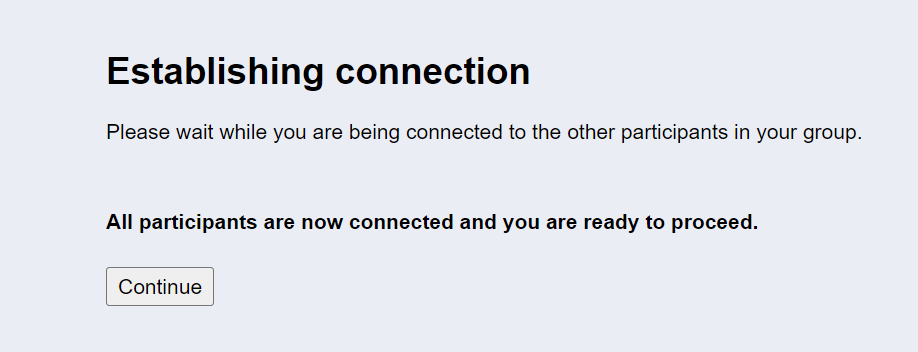 Establishing connection
Please wait while you are being connected to the other participants in your group.
All participants are now connected and you are ready to proceed.
Continue